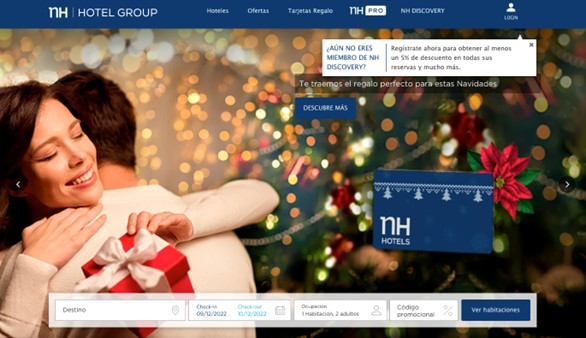 nH | HOTEL GROUP
Hoteles Ofertas Tarjetas Regalo nH PRO NH DISCOVERY LOGIN
¿AÚN NO ERES
MIEMBRO DE NH
DISCOVERY?
Regístrate ahora para obtener al menos
un 5% de descuento en todas sus
reservas y mucho más.
Te traemos el regalo perfecto para estas Navidades
DESCUBRE MÁS
nH
HOTELS
Destino
Check-in
09/12/2022
Check-out
10/12/2022
Ocupación
1 Habitación, 2 adultos
Código
promocional
Ver habitaciones